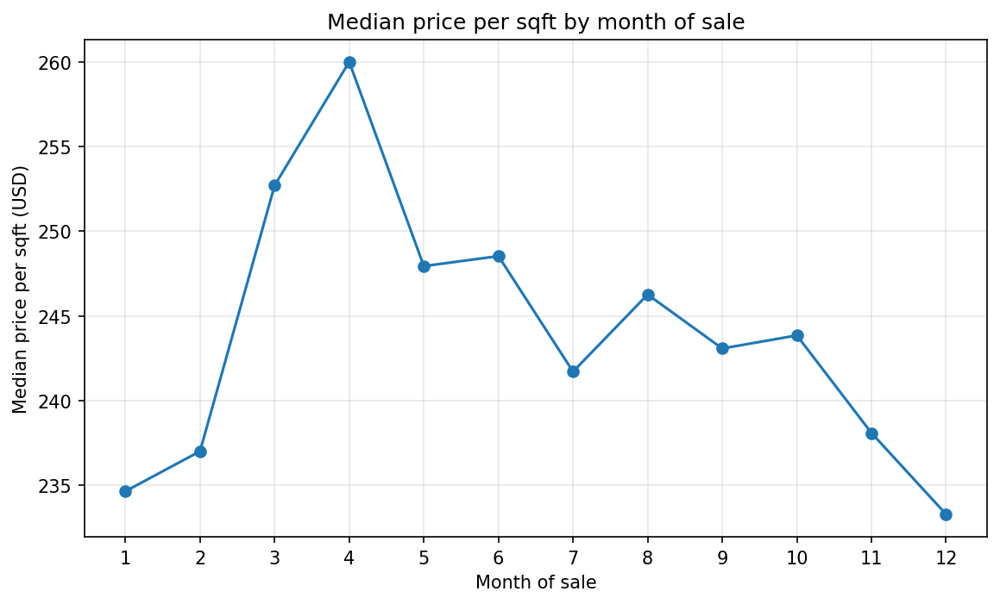 Median price per sqft by month of sale
260
255
250
245
240
235
Median price per sqft (USD)
1 2 3 4 5 6 7 8 9 10 11 12
Month of sale